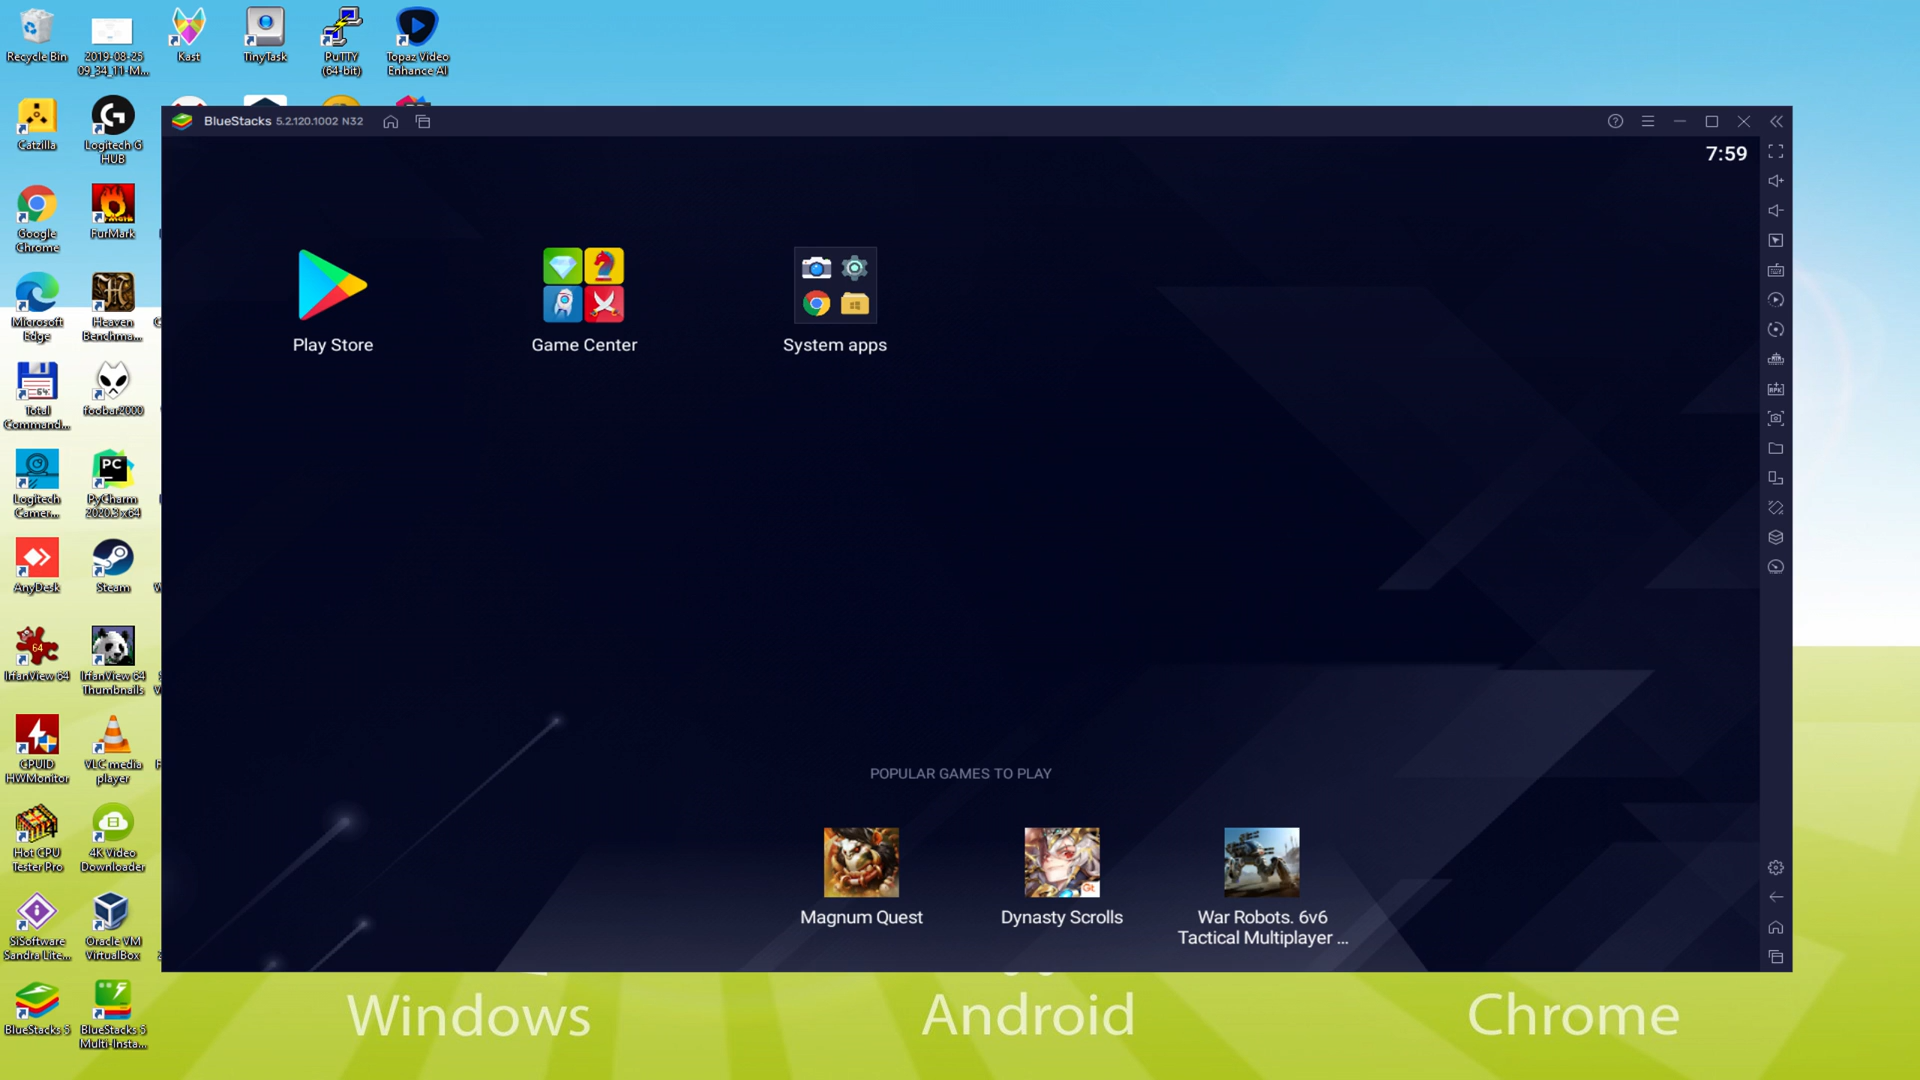 Recycle Bin
2019-08-25
09_34_11-M...
Kast
TinyTask
PuTTY
(64-bit)
Topaz Video
Enhance AI
Catzilla
Logitech G
HUB
Google
Chrome
FurMark
Microsoft
Edge
Heaven
Benchma...
Total
Command...
foobar2000
Logitech
Camer...
PyCharm
2020.3 x64
AnyDesk
Steam
IrfanView 64
IrfanView 64
Thumbnails
CPUID
HWMonitor
VLC media
player
Hot CPU
Tester Pro
4K Video
Downloader
SiSoftware
Sandra Lite...
Oracle VM
VirtualBox
BlueStacks 5
BlueStacks 5
Multi-Insta...
BlueStacks 5.2.120.1002 N32
7:59
Play Store
Game Center
System apps
POPULAR GAMES TO PLAY
Magnum Quest
Dynasty Scrolls
War Robots. 6v6
Tactical Multiplayer ...
Windows
Android
Chrome